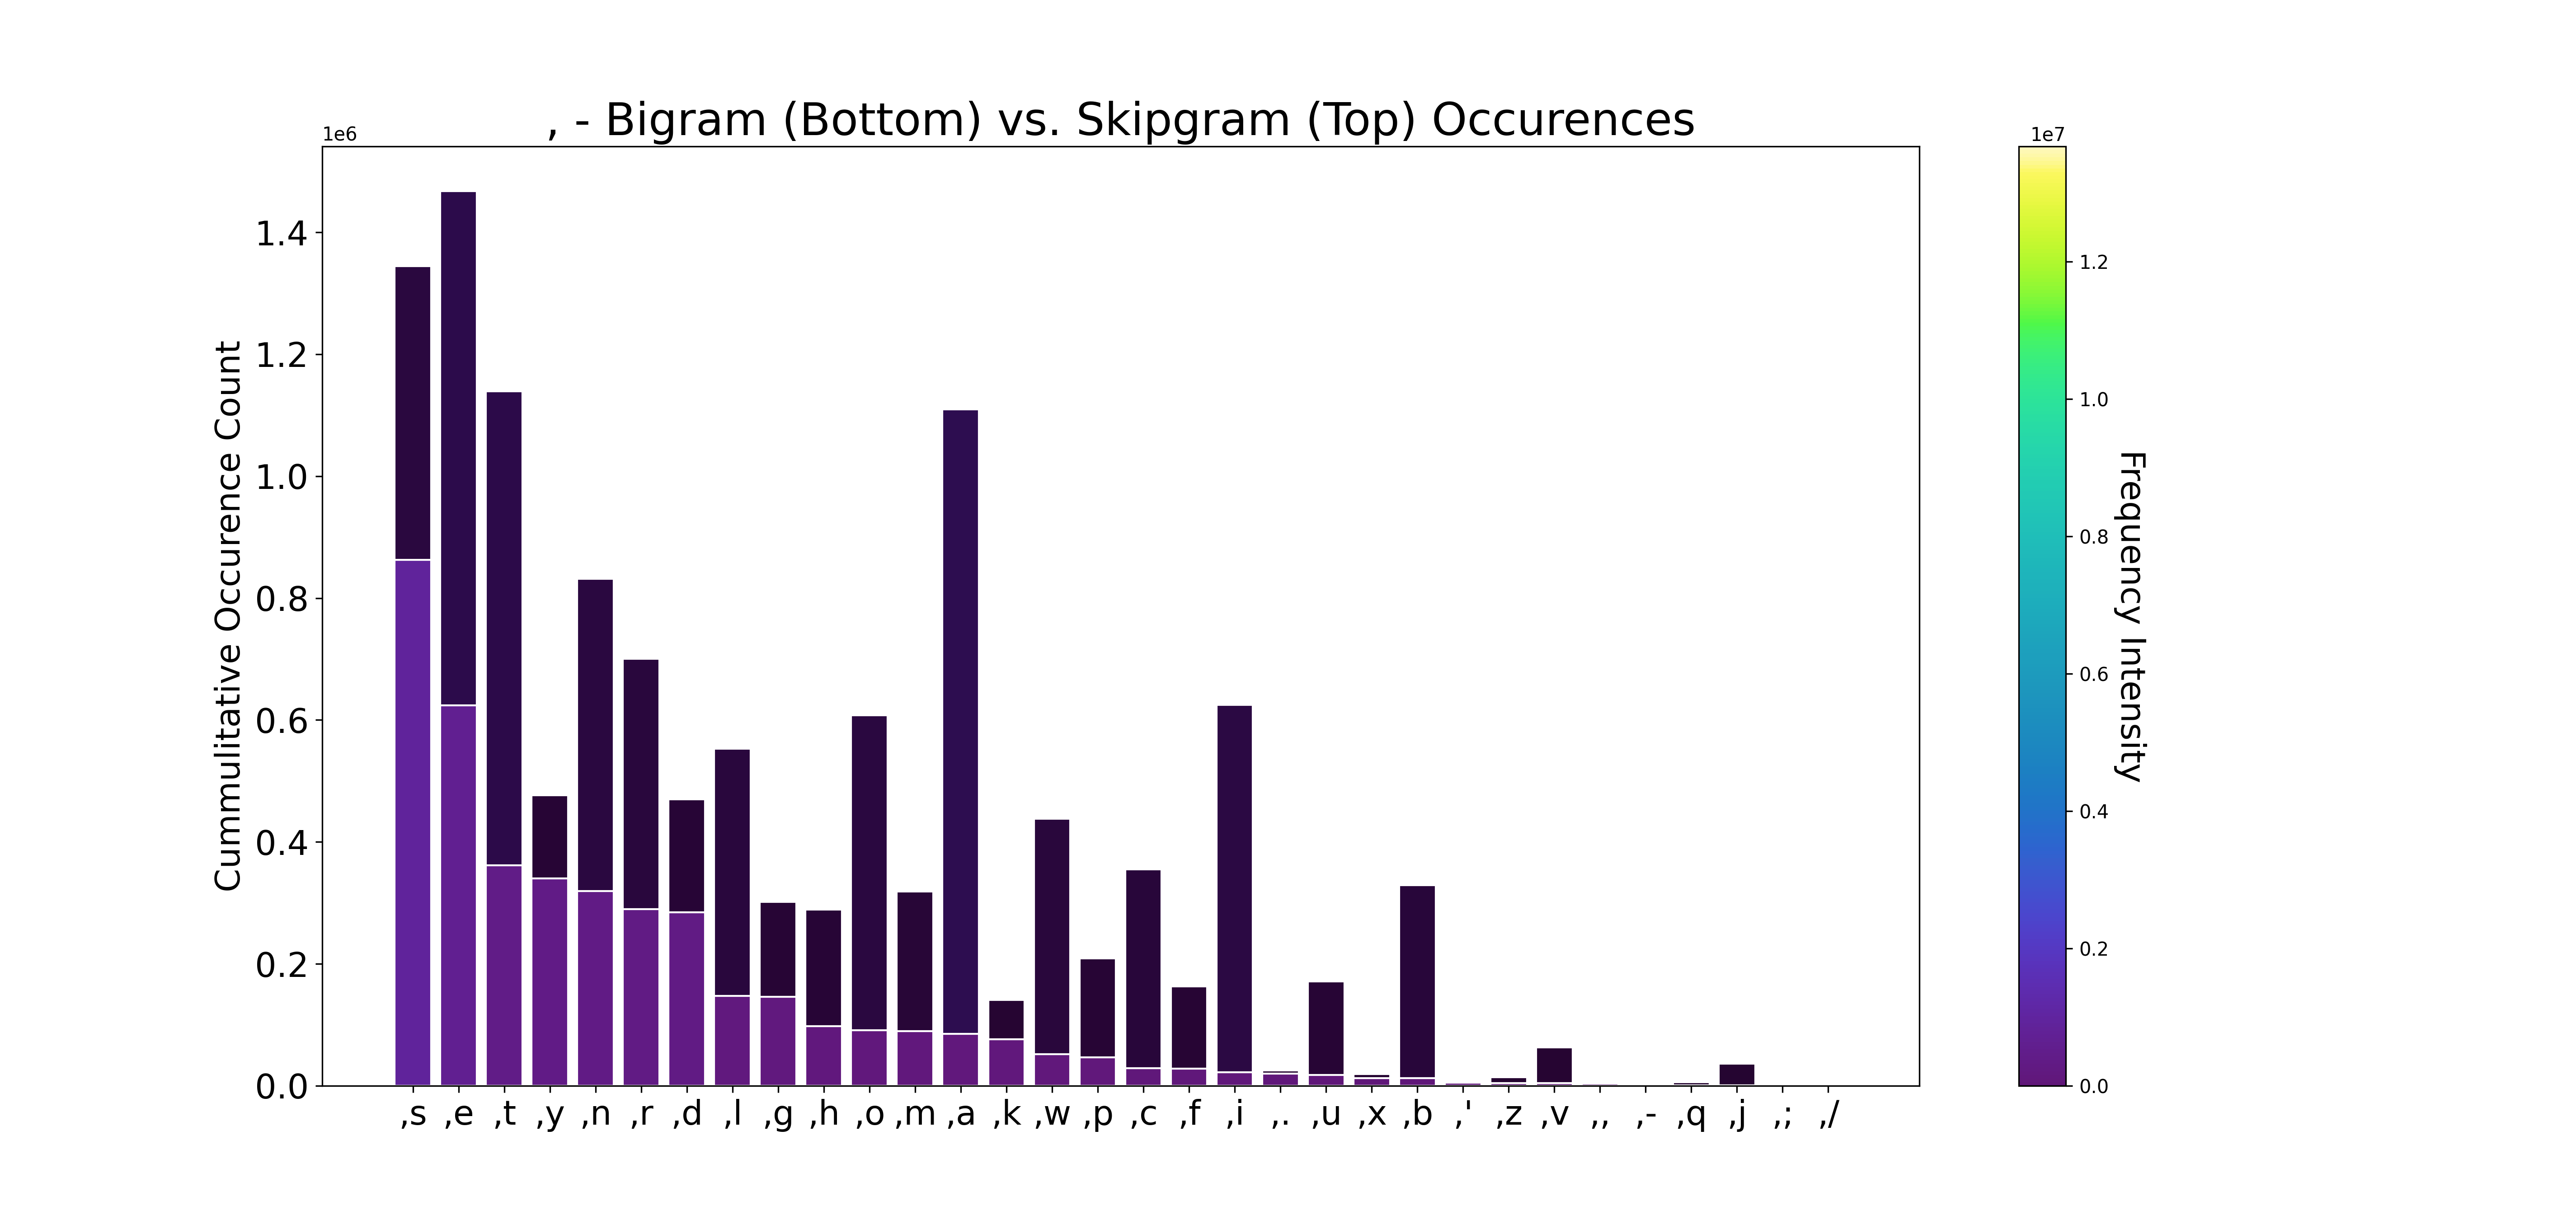 , - Bigram (Bottom) vs. Skipgram (Top) Occurences
1e6
1.4
1.2
1.0
0.8
0.6
0.4
0.2
0.0
Cummulitative Occurence Count
,s ,e ,t ,y ,n ,r ,d ,l ,g ,h ,o ,m ,a ,k ,w ,p ,c ,f ,i ,. ,u ,x ,b ,' ,z ,v ,, ,- ,q ,j ,; ,/
1e7
1.2
1.0
0.8
0.6
0.4
0.2
0.0
Frequency Intensity